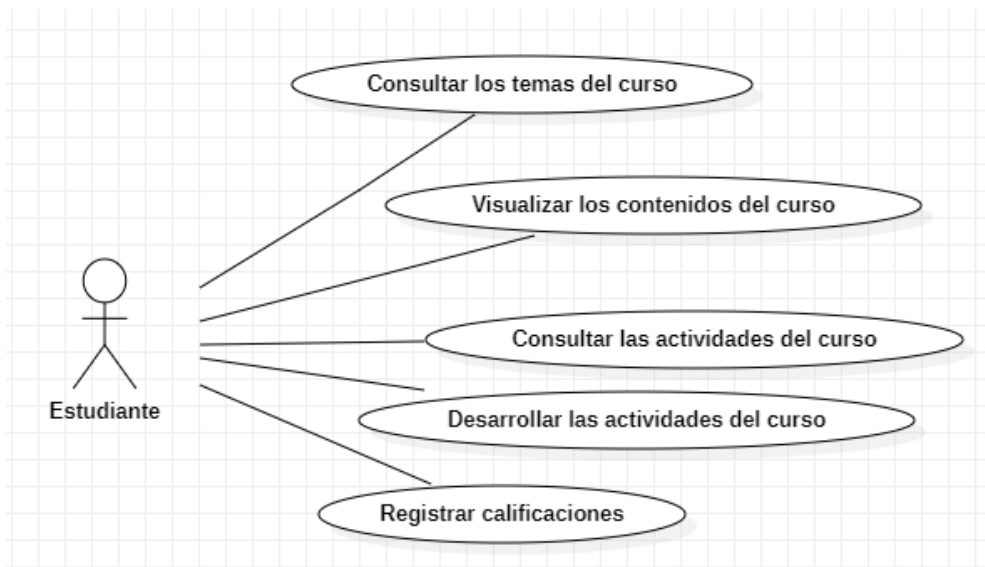 Consultar los temas del curso
Visualizar los contenidos del curso
Consultar las actividades del curso
Estudiante
Desarrollar las actividades del curso
Registrar calificaciones